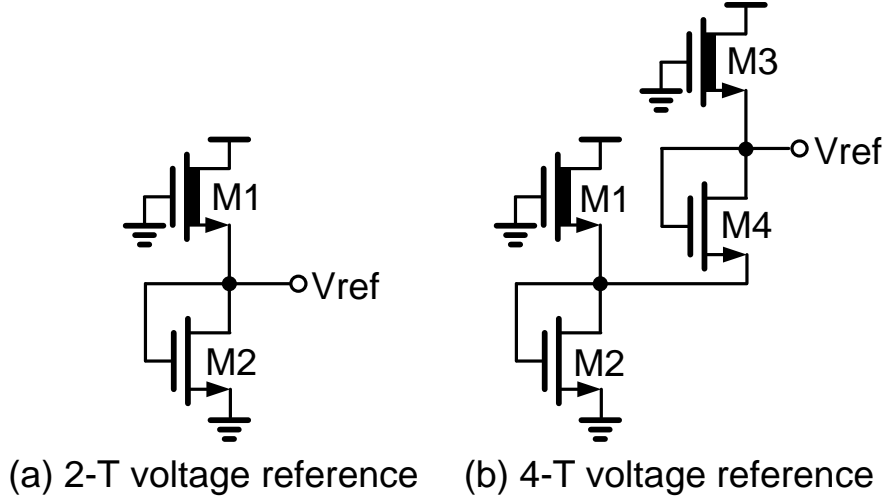 M3
Vref
M1
M1
M4
Vref
M2
M2
(a) 2-T voltage reference
(b) 4-T voltage reference